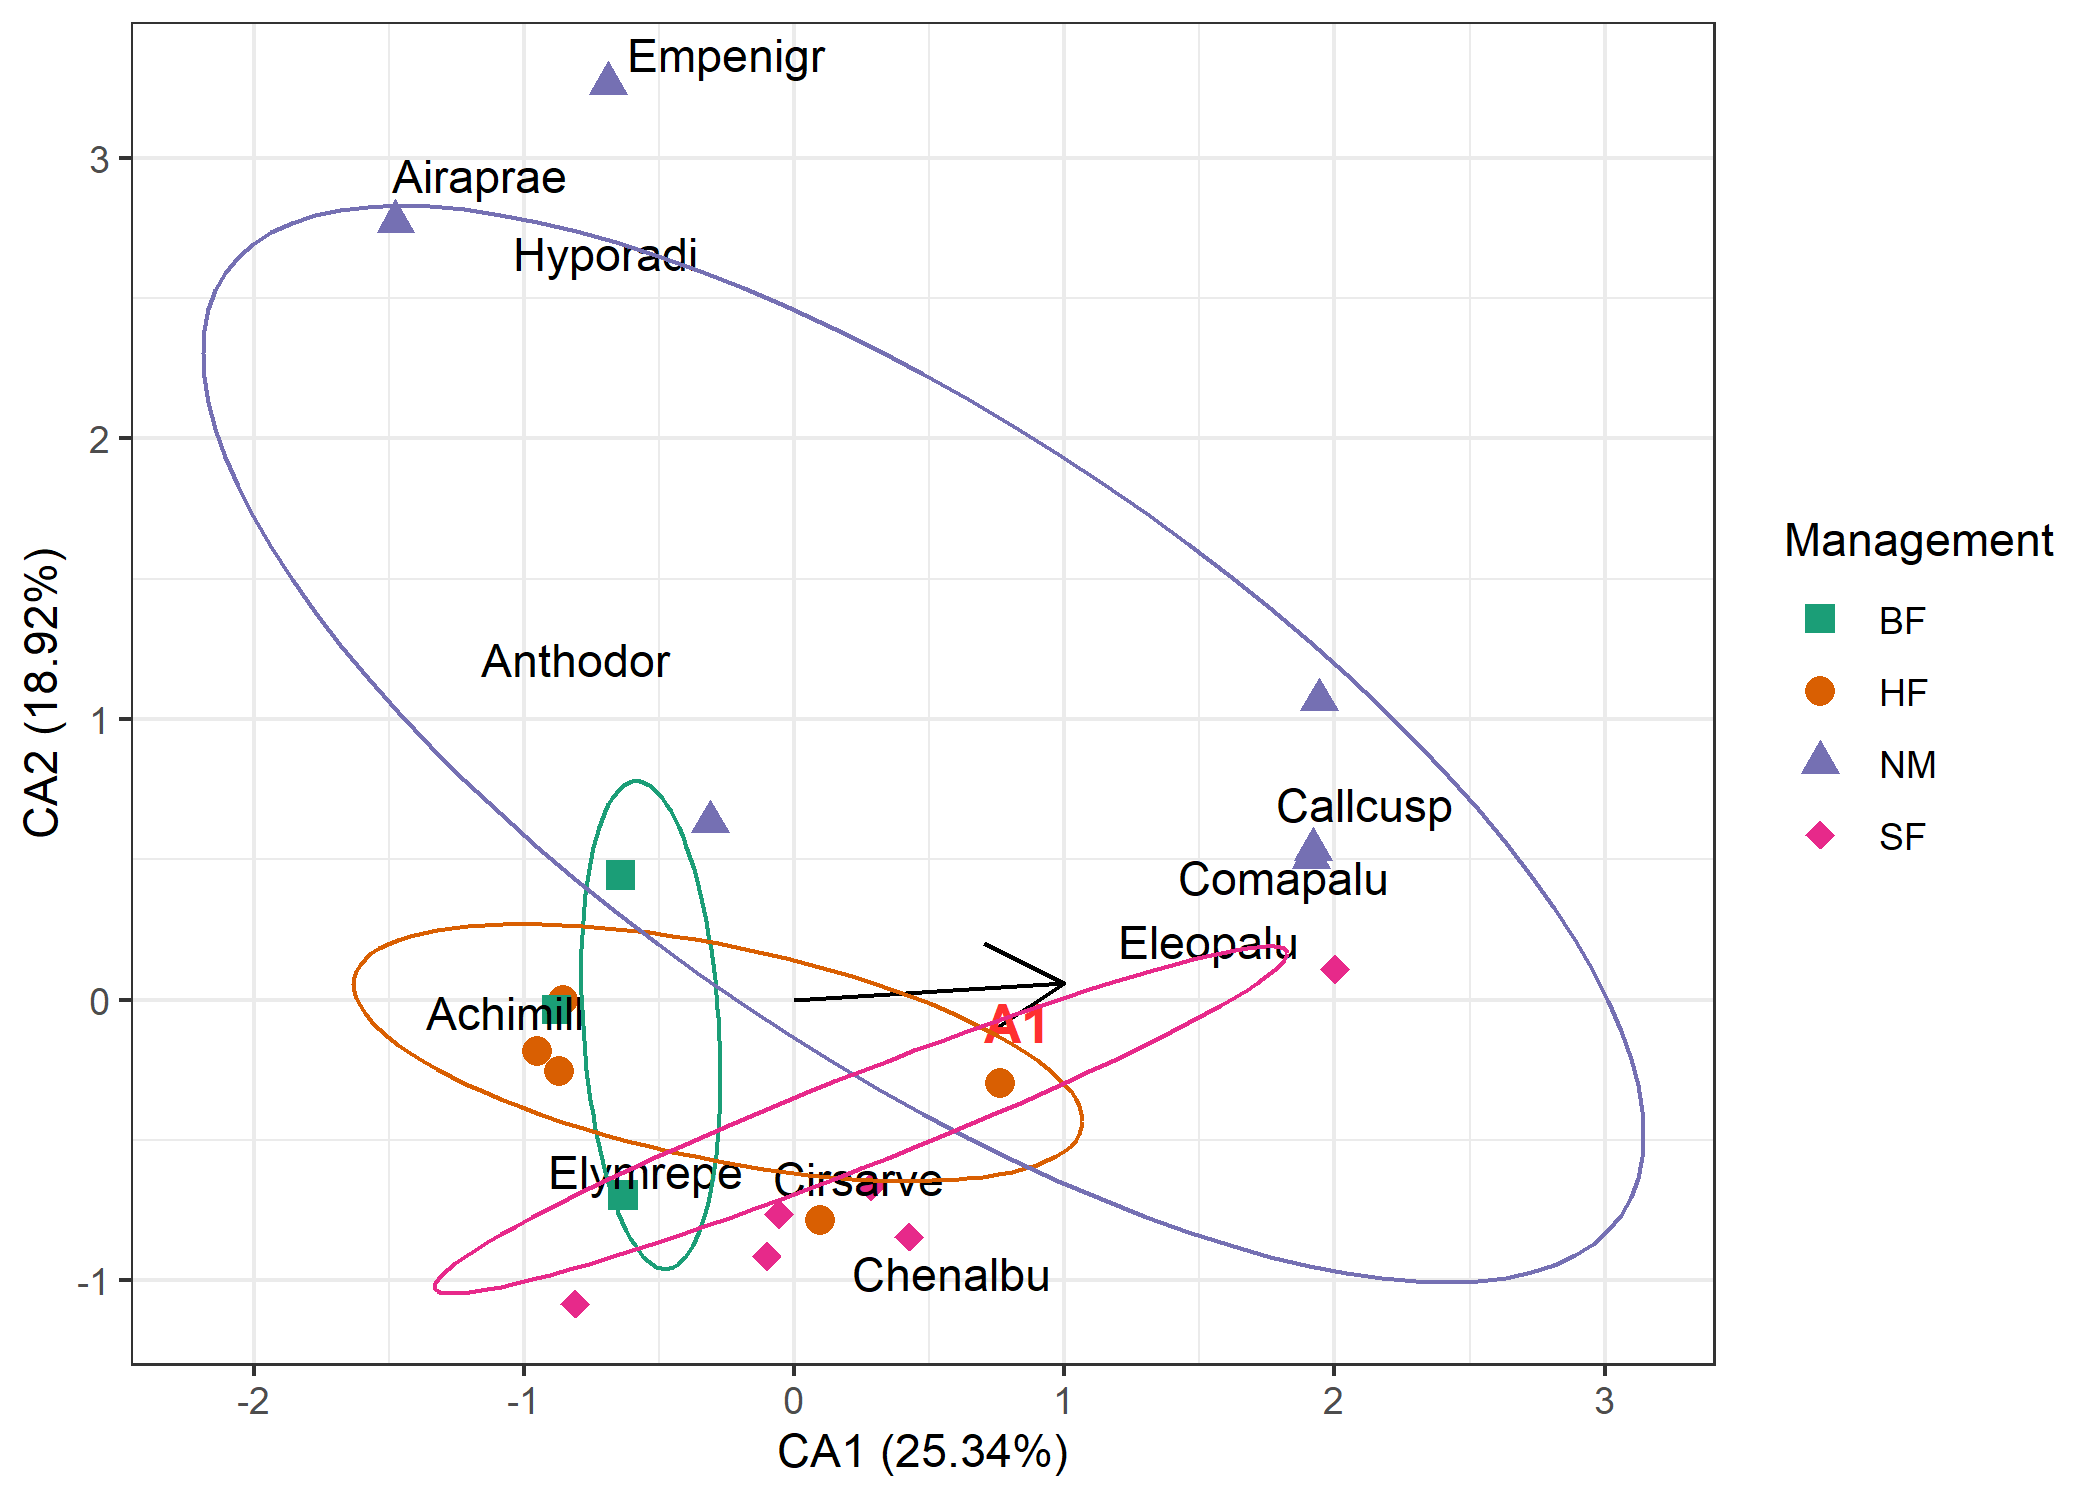 Empenigr
Airaprae
Hyporadi
Anthodor
Callcusp
Comapalu
Eleopalu
Achimill
A1
Elymrepe
Cirsarve
Chenalbu
3
2
1
0
-1
-2
-1
0
1
2
3
CA1 (25.34%)
CA2 (18.92%)
Management
BF
HF
NM
SF